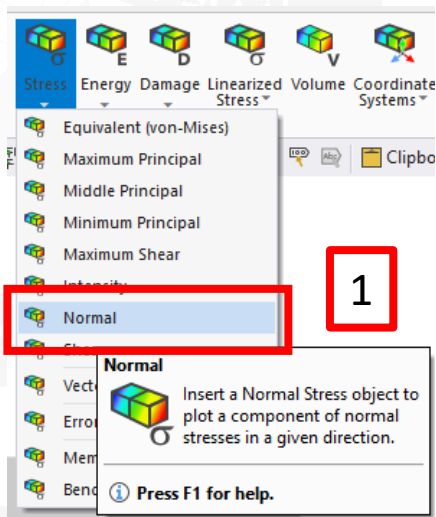 σ E D σ V
Stress Energy Damage Linearized Volume Coordinate
Stress Systems
Equivalent (von-Mises)
Maximum Principal
Clipbo
Middle Principal
Minimum Principal
Maximum Shear
1
Normal
Normal
Insert a Normal Stress object to
plot a component of normal
stresses in a given direction.
σ
Press F1 for help.